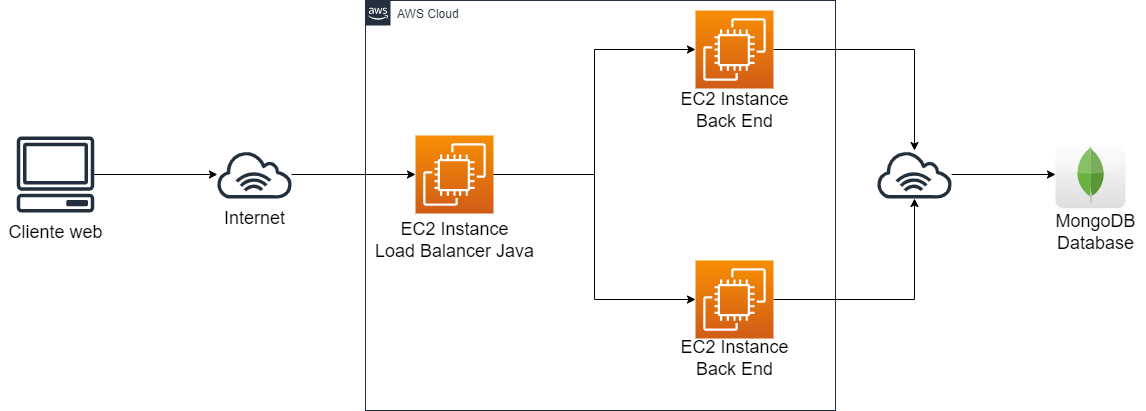 aws
AWS Cloud
EC2 Instance
Back End
Cliente web
Internet
EC2 Instance
Load Balancer Java
MongoDB
Database
EC2 Instance
Back End